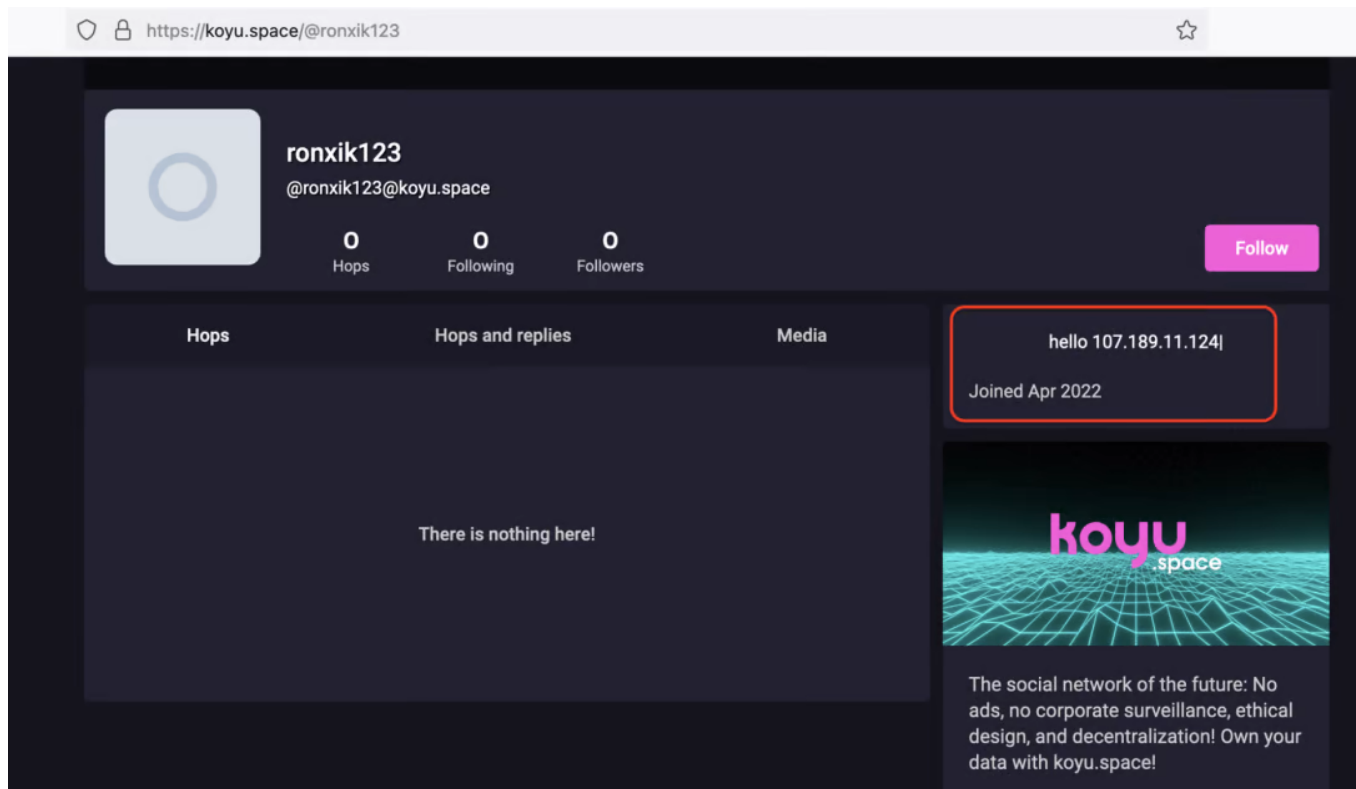 https://koyu.space/@ronxik123
ronxik123
@ronxik123@koyu.space
0 0 0
Hops Following Followers
Follow
Hops Hops and replies Media
There is nothing here!
hello 107.189.11.124|
Joined Apr 2022
koyu
.space
The social network of the future: No
ads, no corporate surveillance, ethical
design, and decentralization! Own your
data with koyu.space!